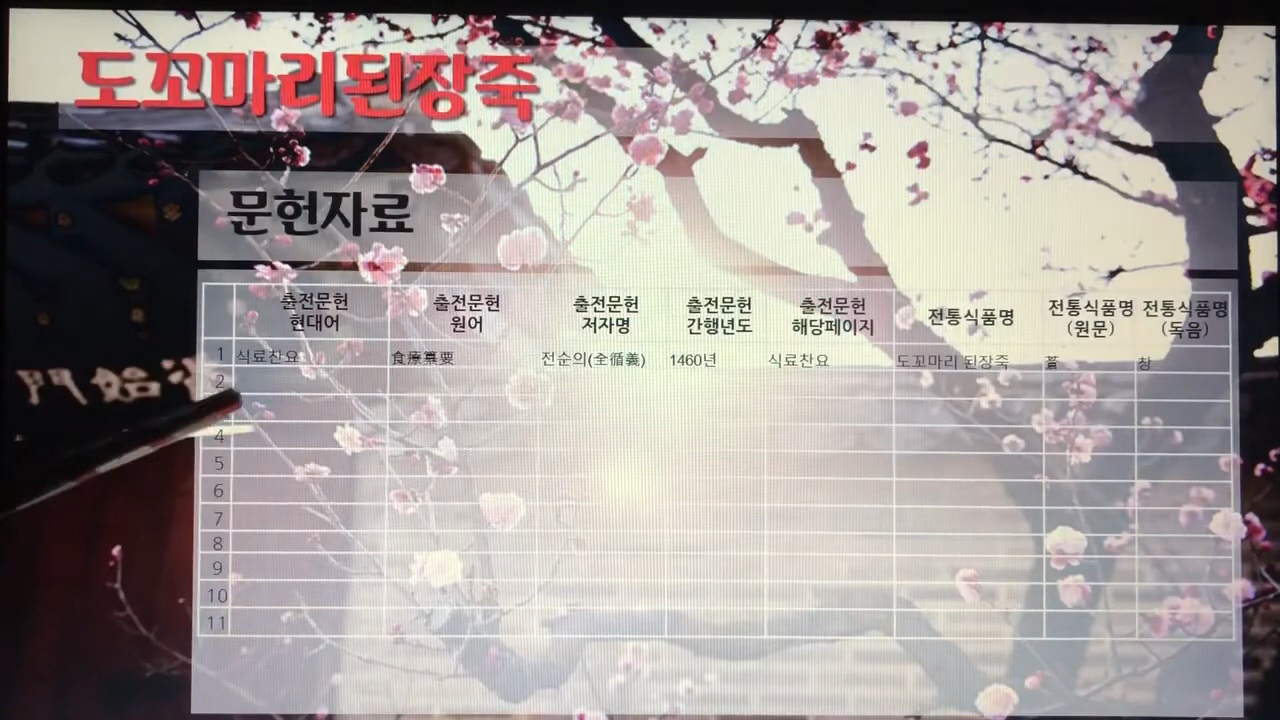 도꼬마리된장죽
문헌자료
출전문헌 현대어 출전문헌 원어 출전문헌 저자명 출전문헌 간행년도 출전문헌 해당페이지 전통식품명 전통식품명 (원문) 전통식품명 (독음)
1 식료찬요 食療纂要 전순의(全循義) 1460년 식료찬요 도꼬마리 된장죽 창
2
4
5
6
7
8
9
10
11
門始